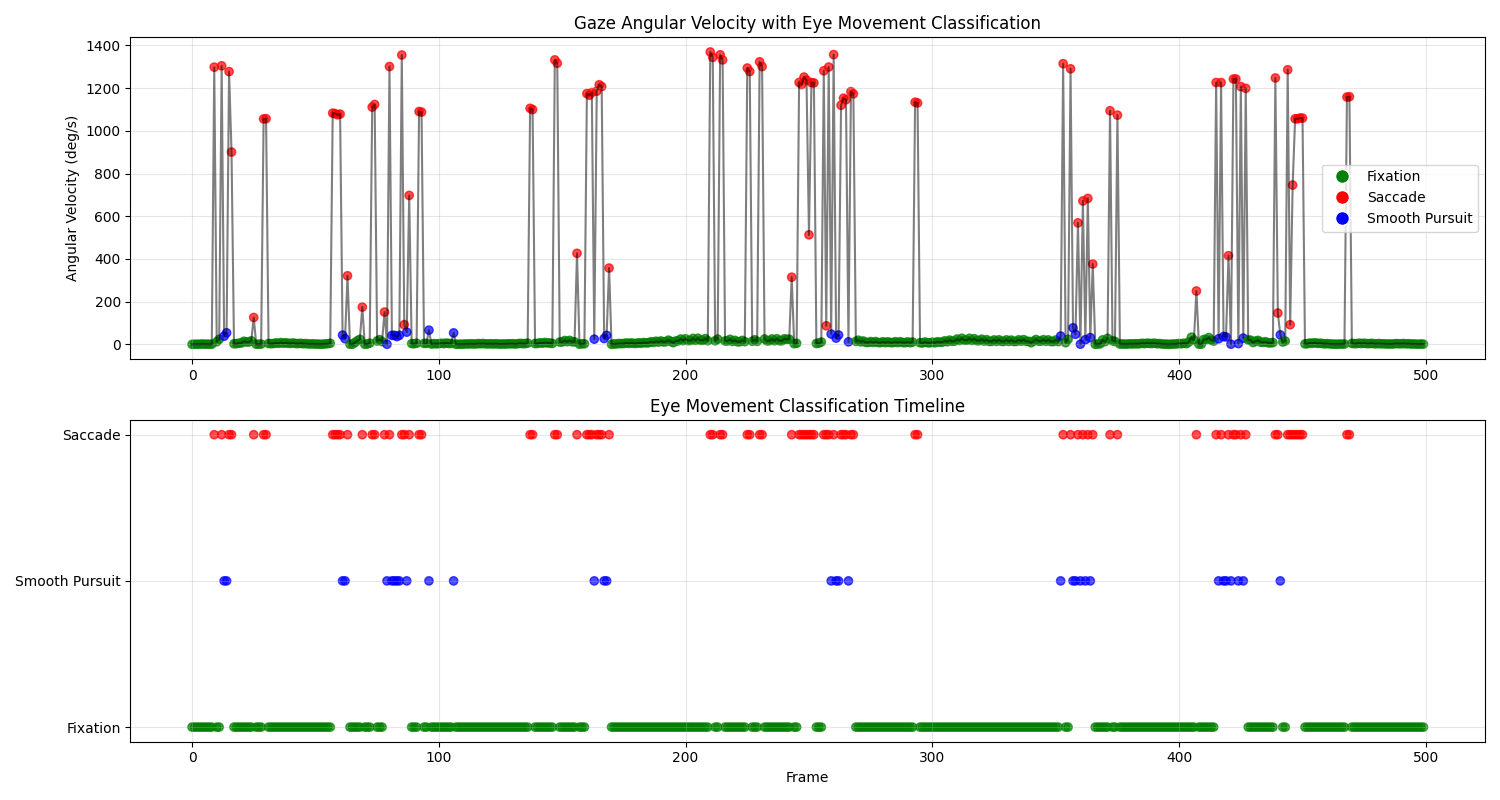 Gaze Angular Velocity with Eye Movement Classification
Angular Velocity (deg/s)
1400
1200
1000
800
600
400
200
0
0 100 200 300 400 500
Fixation
Saccade
Smooth Pursuit
Eye Movement Classification Timeline
Saccade
Smooth Pursuit
Fixation
0 100 200 300 400 500
Frame